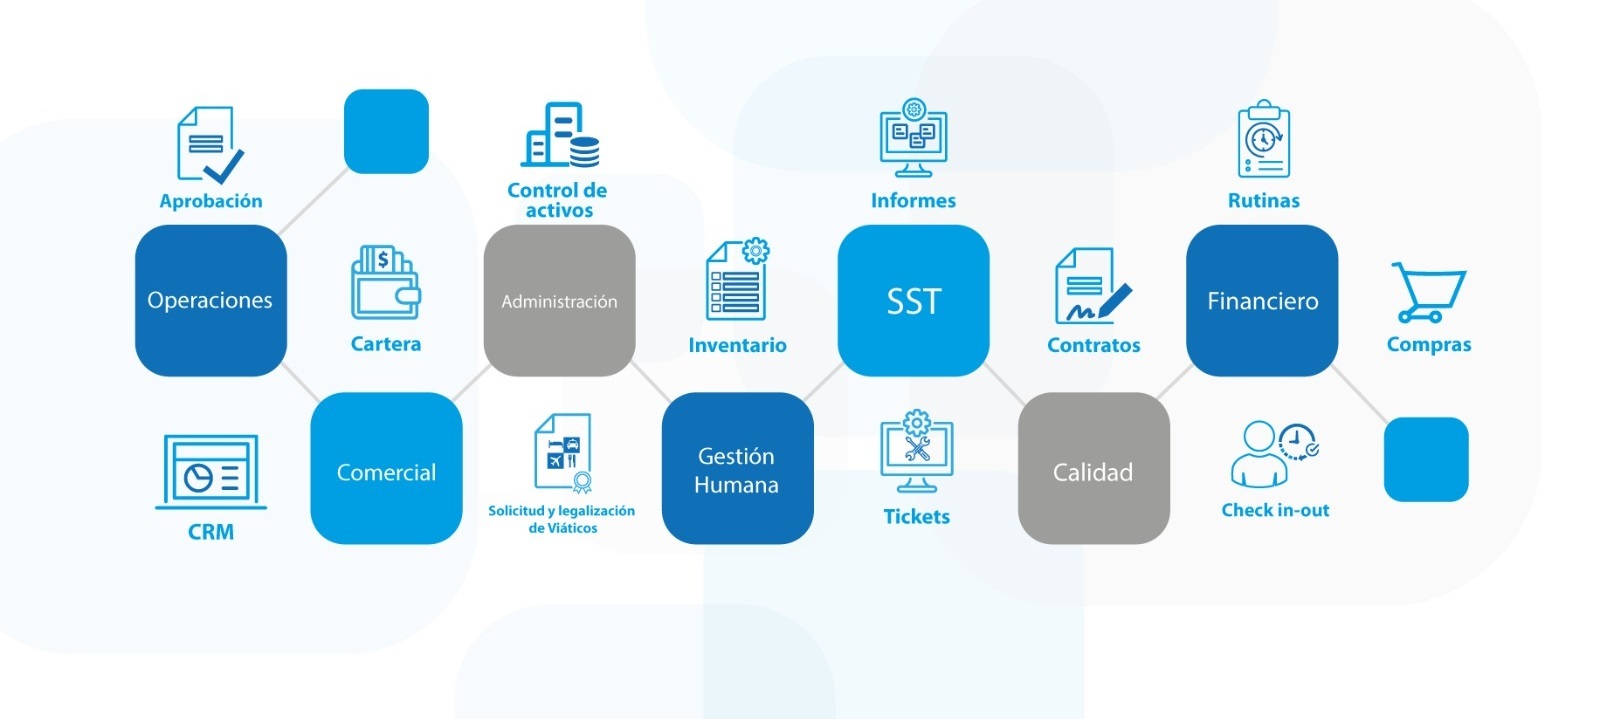 Aprobación
Control de
activos
Informes
Rutinas
Operaciones
Cartera
Administración
Inventario
SST
Contratos
Financiero
Compras
CRM
Comercial
Solicitud y legalización
de Viáticos
Gestión
Humana
Tickets
Calidad
Check in-out
$